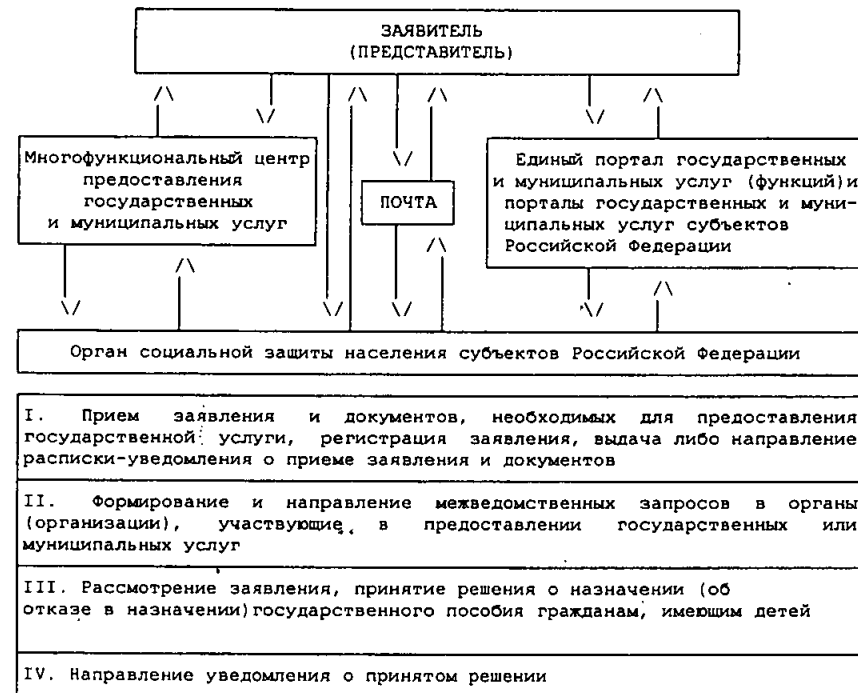 ЗАЯВИТЕЛЬ
(ПРЕДСТАВИТЕЛЬ)
Многофункциональный центр
предоставления
государственных
и муниципальных услуг
ПОЧТА
Единый портал государственных
и муниципальных услуг (функций)и
порталы государственных и муни-
ципальных услуг субъектов
Российской Федерации
Орган социальной защиты населения субъектов Российской Федерации
I. Прием заявления и документов, необходимых для предоставления
государственной услуги, регистрация заявления, выдача либо направление
расписки-уведомления о приеме заявления и документов
II. Формирование и направление межведомственных запросов в органы
(организации), участвующие в предоставлении государственных или
муниципальных услуг
III. Рассмотрение заявления, принятие решения о назначении (об
отказе в назначении)государственного пособия гражданам, имеющим детей
IV. Направление уведомления о принятом решении